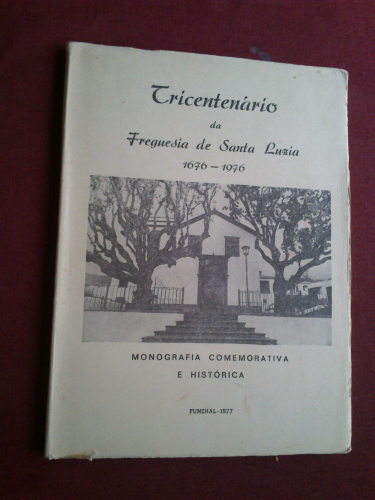 Tricentenário
da
Freguesia de Santa Luzia
1676 – 1976
MONOGRAFIA COMEMORATIVA
E HISTÓRICA
FUNCHAL - 1977